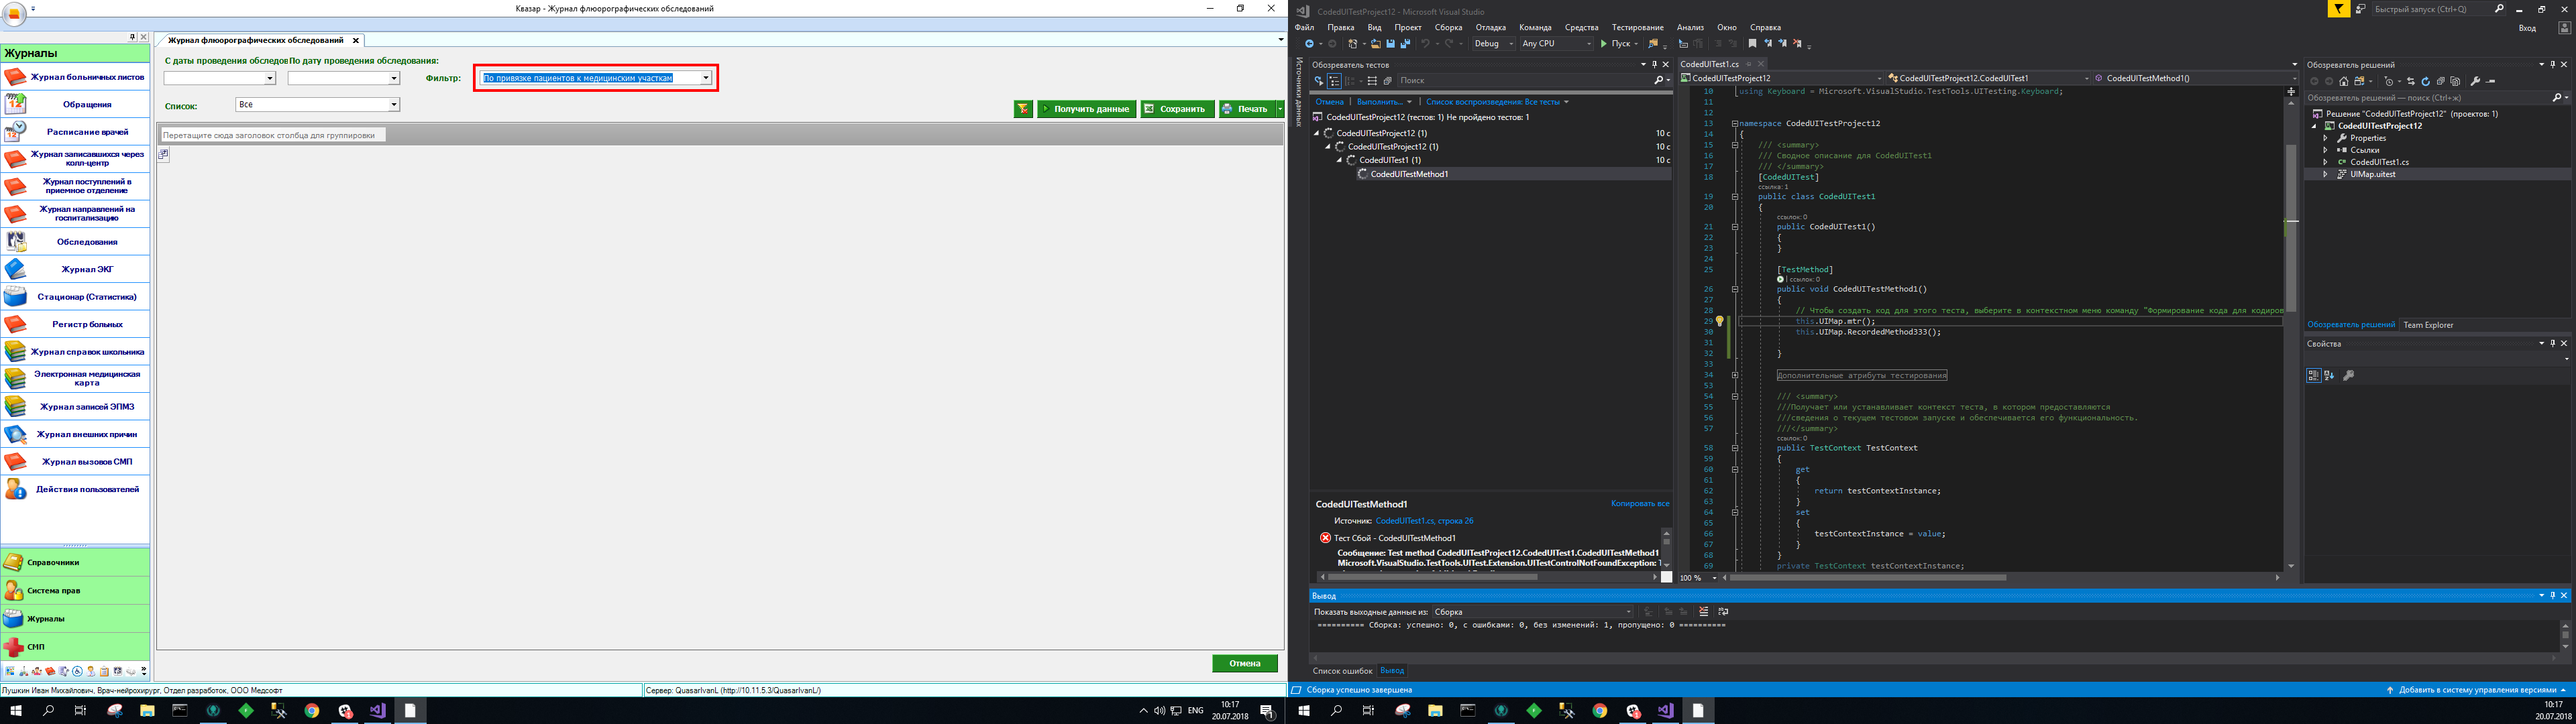 Квазар - Журнал флюорографических обследований
Журналы
Журнал больничных листов
Обращения
Расписание врачей
Журнал записавшихся через колл-центр
Журнал поступлений в приемное отделение
Журнал направлений на госпитализацию
Обследования
Журнал ЭКГ
Стационар (Статистика)
Регистр больных
Журнал справок школьника
Электронная медицинская карта
Журнал записей ЭПМЗ
Журнал внешних причин
Журнал вызовов СМП
Действия пользователей
Справочники
Система прав
Журналы
СМП
Журнал флюорографических обследований
С даты проведения обследов По дату проведения обследования:
Фильтр:
По привязке пациентов к медицинским участкам
Список:
Все
Получить данные
Сохранить
Печать
Перетащите сюда заголовок столбца для группировки
Отмена
Лушкин Иван Михайлович, Врач-нейрохирург, Отдел разработок, ООО Медсофт
Сервер: QuasarIvanL (http://10.11.5.3/QuasarIvanL/)
ENG
10:17
20.07.2018
CodedUITestProject12 - Microsoft Visual Studio
Быстрый запуск (Ctrl+Q)
Файл Правка Вид Проект Сборка Отладка Команда Средства Тестирование Анализ Окно Справка
Вход
Debug
Any CPU
Пуск
Источники данных
Обозреватель тестов
Поиск
Отмена | Выполнить... | Список воспроизведения: Все тесты
CodedUITestProject12 (тестов: 1) Не пройдено тестов: 1
CodedUITestProject12 (1) 10 с
CodedUITestProject12 (1) 10 с
CodedUITest1 (1) 10 с
CodedUITestMethod1
CodedUITestMethod1
Копировать все
Источник: CodedUITest1.cs, строка 26
Тест Сбой - CodedUITestMethod1
Сообщение: Test method CodedUITestProject12.CodedUITest1.CodedUITestMethod1
Microsoft.VisualStudio.TestTools.UITest.Extension.UITestControlNotFoundException:
CodedUITest1.cs
CodedUITestProject12
CodedUITestProject12.CodedUITest1
CodedUITestMethod1()
10 using Keyboard = Microsoft.VisualStudio.TestTools.UITesting.Keyboard;
11
12
13 namespace CodedUITestProject12
14 {
15 /// <summary>
16 /// Сводное описание для CodedUITest1
17 /// </summary>
18 [CodedUITest]
ссылка: 1
19 public class CodedUITest1
20 {
ссылок: 0
21 public CodedUITest1()
22 {
23 }
24
25 [TestMethod]
| ссылок: 0
26 public void CodedUITestMethod1()
27 {
28 // Чтобы создать код для этого теста, выберите в контекстном меню команду "Формирование кода для кодиров
29 this.UIMap.mtr();
30 this.UIMap.RecordedMethod333();
31
32 }
33
34 Дополнительные атрибуты тестирования
53
54 /// <summary>
55 ///Получает или устанавливает контекст теста, в котором предоставляются
56 ///сведения о текущем тестовом запуске и обеспечивается его функциональность.
57 ///</summary>
ссылок: 0
58 public TestContext TestContext
59 {
60 get
61 {
62 return testContextInstance;
63 }
64 set
65 {
66 testContextInstance = value;
67 }
68 }
69 private TestContext testContextInstance;
100 %
Обозреватель решений
Обозреватель решений — поиск (Ctrl+ж)
Решение "CodedUITestProject12" (проектов: 1)
CodedUITestProject12
Properties
Ссылки
CodedUITest1.cs
UIMap.uitest
Обозреватель решений
Team Explorer
Свойства
Вывод
Показать выходные данные из: Сборка
========== Сборка: успешно: 0, с ошибками: 0, без изменений: 1, пропущено: 0 ==========
Список ошибок
Вывод
Сборка успешно завершена
Добавить в систему управления версиями
10:17
20.07.2018